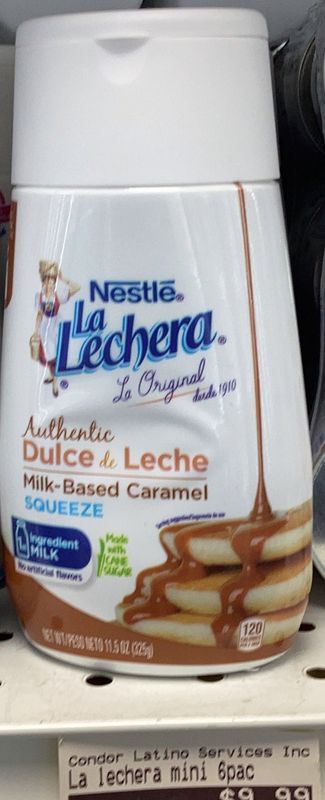 Nestlé®
La
Lechera®
®
La Original
desde 1910
Authentic
Dulce de Leche
Milk-Based Caramel
SQUEEZE
1st Ingredient
MILK
No artificial flavors
Made
with
CANE
SUGAR
NET WT/PESO NETO 11.5 OZ (325g)
120
Condor Latino Services Inc
La lechera mini 6pac